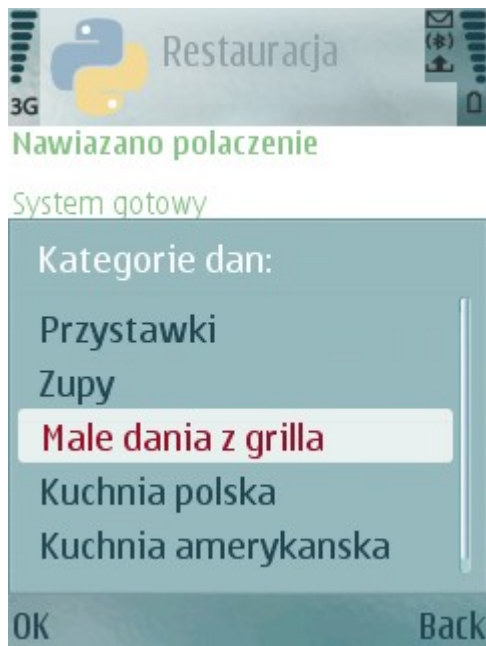 Restauracja
3G
Nawiazano polaczenie
System gotowy
Kategorie dan:
Przystawki
Zupy
Male dania z grilla
Kuchnia polska
Kuchnia amerykanska
OK Back